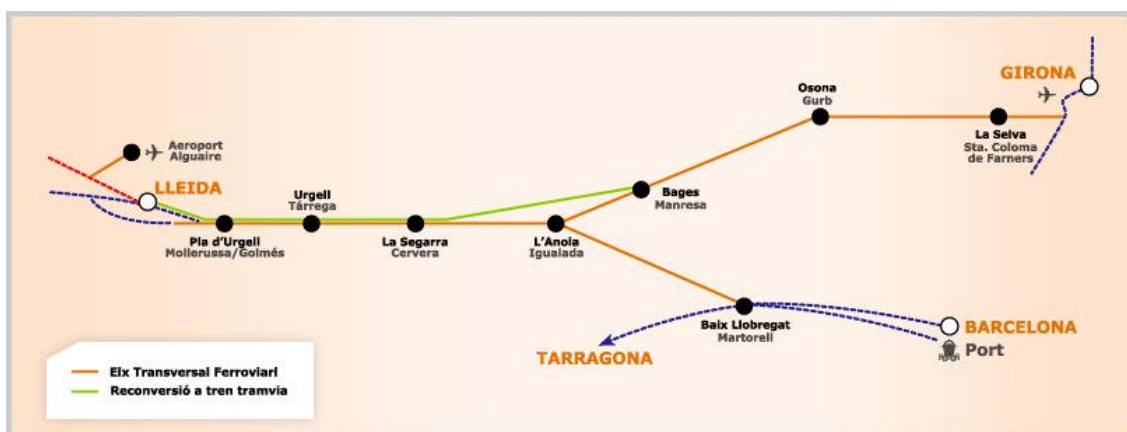 GIRONA
Osona
Gurb
La Selva
Sta. Coloma
de Farners
Aeroport
Alguaire
LLEIDA
Urgell
Tárrega
Bages
Manresa
Pla d'Urgell
Mollerussa/Golmés
La Segarra
Cervera
L'Anoia
Igualada
Baix Llobregat
Martorell
BARCELONA
Port
TARRAGONA
Eix Transversal Ferroviari
Reconversió a tren tramvia